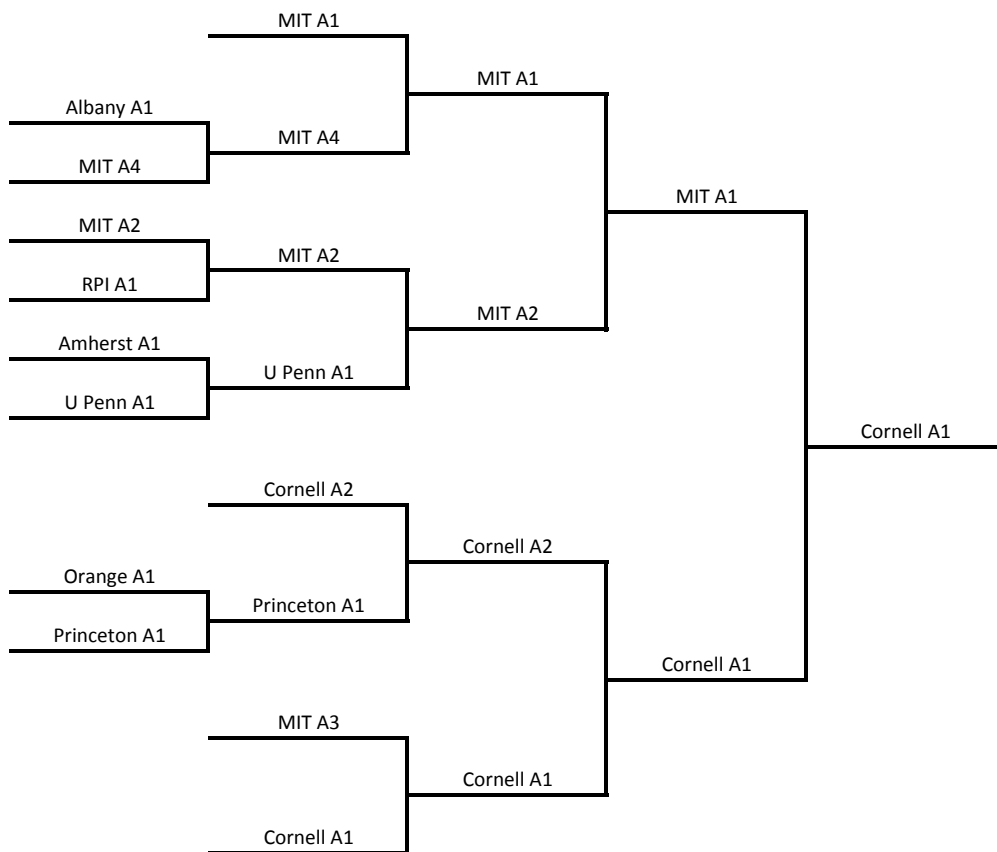 MIT A1
MIT A1
Albany A1
MIT A4
MIT A4
MIT A1
MIT A2
MIT A2
RPI A1
MIT A2
Amherst A1
U Penn A1
U Penn A1
Cornell A1
Cornell A2
Cornell A2
Orange A1
Princeton A1
Princeton A1
Cornell A1
MIT A3
Cornell A1
Cornell A1